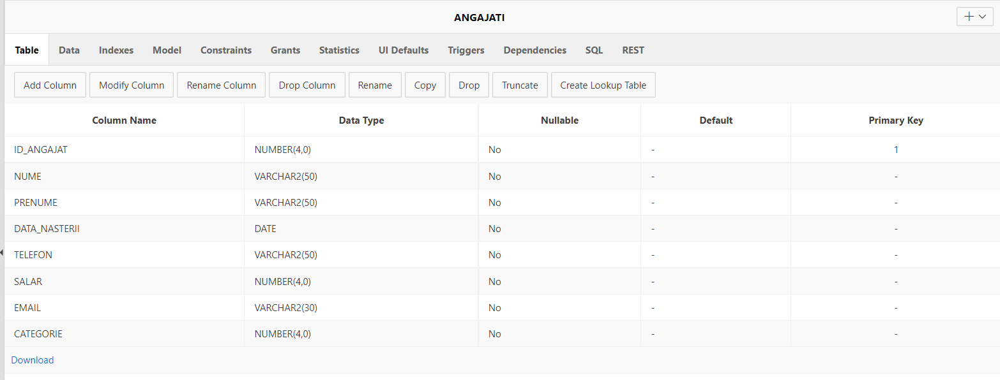 ANGAJATI
Table Data Indexes Model Constraints Grants Statistics UI Defaults Triggers Dependencies SQL REST
Add Column Modify Column Rename Column Drop Column Rename Copy Drop Truncate Create Lookup Table
Column Name Data Type Nullable Default Primary Key
ID_ANGAJAT NUMBER(4,0) No - 1
NUME VARCHAR2(50) No - -
PRENUME VARCHAR2(50) No - -
DATA_NASTERII DATE No - -
TELEFON VARCHAR2(50) No - -
SALAR NUMBER(4,0) No - -
EMAIL VARCHAR2(30) No - -
CATEGORIE NUMBER(4,0) No - -
Download